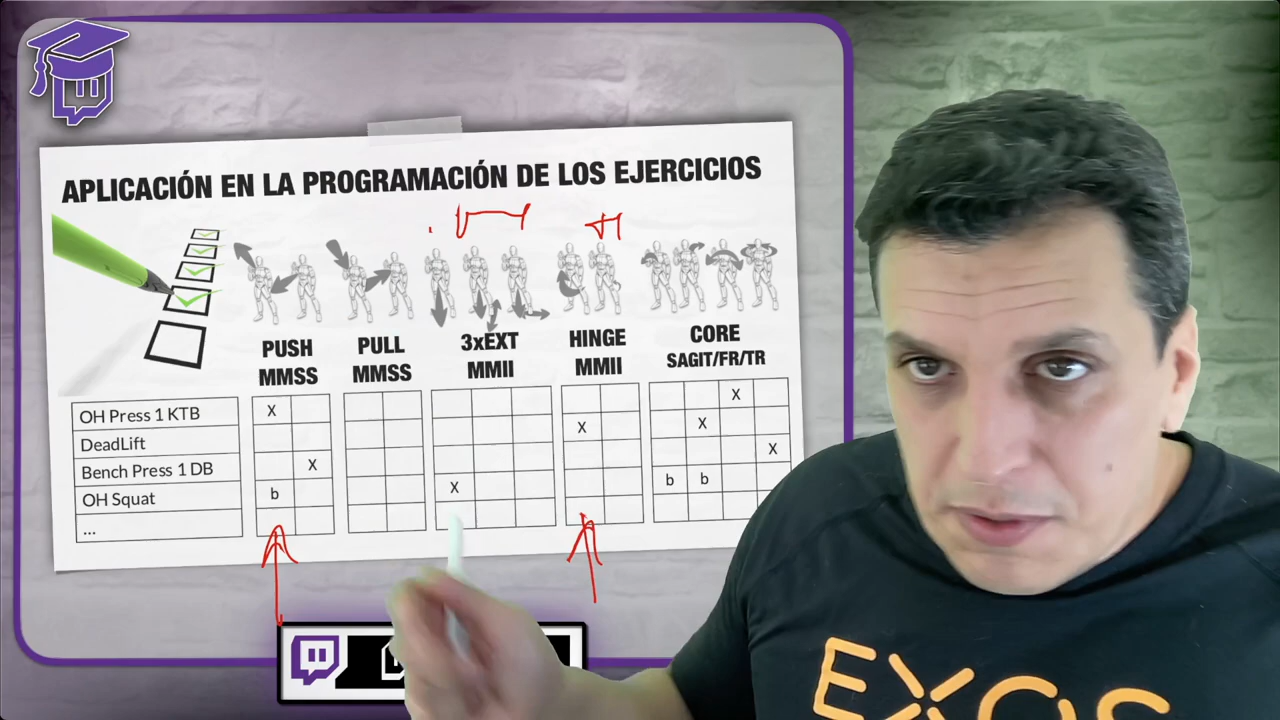 APLICACIÓN EN LA PROGRAMACIÓN DE LOS EJERCICIOS
PUSH
MMSS
PULL
MMSS
3xEXT
MMII
HINGE
MMII
CORE
SAGIT/FR/TR
OH Press 1 KTB
X
X
DeadLift
X
X
Bench Press 1 DB
X
X
OH Squat
b
X
b
b
...
EXOS